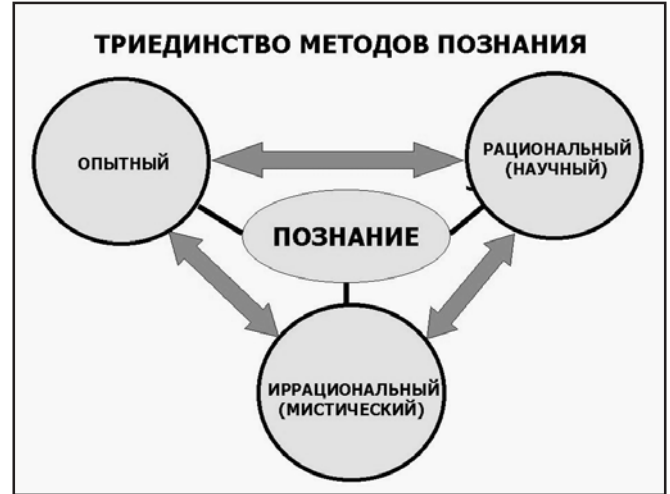 ТРИЕДИНСТВО МЕТОДОВ ПОЗНАНИЯ
ОПЫТНЫЙ
РАЦИОНАЛЬНЫЙ
(НАУЧНЫЙ)
ПОЗНАНИЕ
ИРРАЦИОНАЛЬНЫЙ
(МИСТИЧЕСКИЙ)